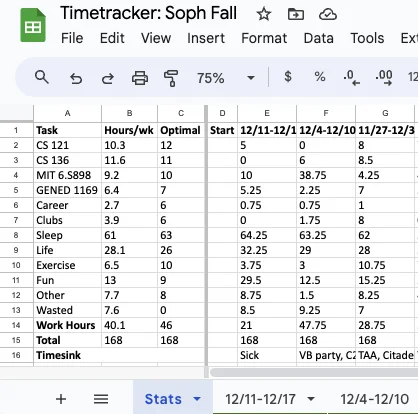 Timetracker: Soph Fall
File Edit View Insert Format Data Tools Ext
75% $ % .0 .00 12
A B C D E F G
1 Task Hours/wk Optimal Start 12/11-12/1 12/4-12/10 11/27-12/3
2 CS 121 10.3 12 5 0 8
3 CS 136 11.6 11 0 6 8.5
4 MIT 6.S898 9.2 10 10 38.75 4.25
5 GENED 1169 6.4 7 5.25 2.25 7
6 Career 2.7 6 0.75 0.75 1
7 Clubs 3.9 6 0 1.75 8
8 Sleep 61 63 64.25 63.25 62
9 Life 28.1 26 32.25 29 28
10 Exercise 6.5 10 3.75 3 10.75
11 Fun 13 9 29.5 12.5 15.25
12 Other 7.7 8 8.75 1.5 8.25
13 Wasted 7.6 0 8.5 9.25 7
14 Work Hours 40.1 46 21 47.75 28.75
15 Total 168 168 168 168 168
16 Timesink Sick VB party, C2 TAA, Citade
Stats 12/11-12/17 12/4-12/10